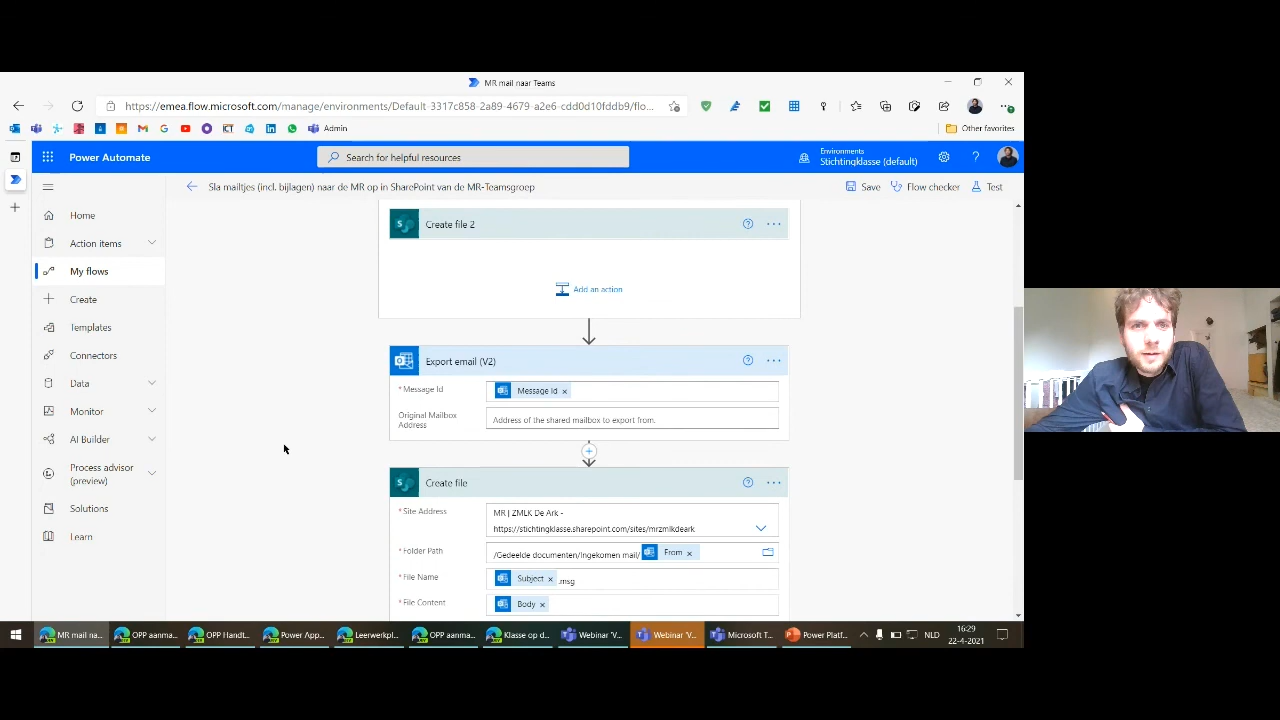 MR mail naar Teams
https://emea.flow.microsoft.com/manage/environments/Default-3317c858-2a89-4679-a2e6-cdd0d10fddb9/flo...
Admin
Other favorites
Power Automate
Search for helpful resources
Environments
Stichtingklasse (default)
Sla mailtjes (incl. bijlagen) naar de MR op in SharePoint van de MR-Teamsgroep
Save
Flow checker
Test
Home
Action items
My flows
Create
Templates
Connectors
Data
Monitor
AI Builder
Process advisor
(preview)
Solutions
Learn
Create file 2
Add an action
Export email (V2)
*Message Id
Message Id ×
Original Mailbox
Address
Address of the shared mailbox to export from.
Create file
*Site Address
MR | ZMLK De Ark -
https://stichtingklasse.sharepoint.com/sites/mrzmlkdeark
*Folder Path
/Gedeelde documenten/Ingekomen mail/ From ×
*File Name
Subject × .msg
*File Content
Body ×
MR mail na...
OPP aanma...
OPP Handt...
Power App...
Leerwerkpl...
OPP aanma...
Klasse op d...
Webinar 'V...
Webinar 'V...
Microsoft T...
Power Platf...
NLD
16:29
22-4-2021